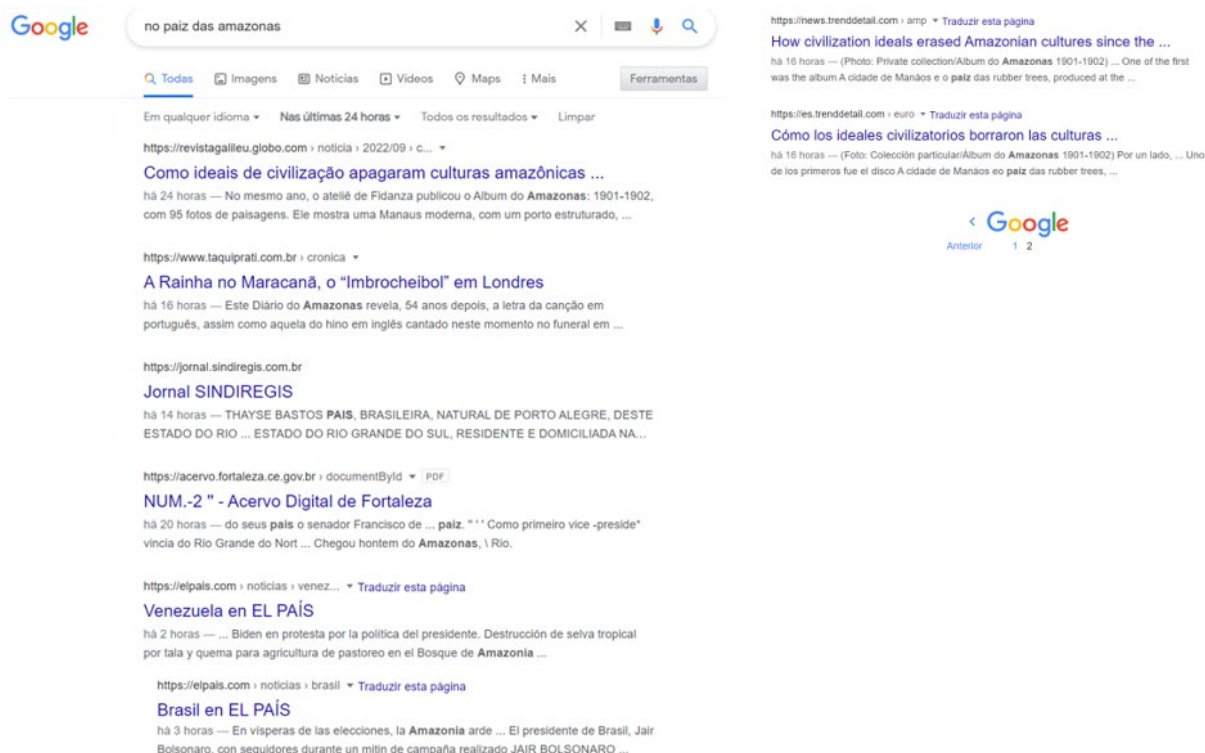 Google
no paiz das amazonas
Todas Imagens Notícias Vídeos Maps Mais Ferramentas
Em qualquer idioma Nas últimas 24 horas Todos os resultados Limpar
https://revistagalileu.globo.com › noticia › 2022/09 › c...
Como ideais de civilização apagaram culturas amazônicas ...
há 24 horas — No mesmo ano, o ateliê de Fidanza publicou o Album do Amazonas: 1901-1902,
com 95 fotos de paisagens. Ele mostra uma Manaus moderna, com um porto estruturado, ...
https://www.taquiprati.com.br › cronica
A Rainha no Maracanã, o “Imbrocheibol” em Londres
há 16 horas — Este Diário do Amazonas revela, 54 anos depois, a letra da canção em
português, assim como aquela do hino em inglês cantado neste momento no funeral em ...
https://jornal.sindiregis.com.br
Jornal SINDIREGIS
há 14 horas — THAYSE BASTOS PAIS, BRASILEIRA, NATURAL DE PORTO ALEGRE, DESTE
ESTADO DO RIO ... ESTADO DO RIO GRANDE DO SUL, RESIDENTE E DOMICILIADA NA...
https://acervo.fortaleza.ce.gov.br › documentById PDF
NUM.-2 " - Acervo Digital de Fortaleza
há 20 horas — do seus pais o senador Francisco de ... paiz. " ' ' Como primeiro vice -preside"
vincia do Rio Grande do Nort ... Chegou hontem do Amazonas, \ Rio.
https://elpais.com › noticias › venez... Traduzir esta página
Venezuela en EL PAÍS
há 2 horas — ... Biden en protesta por la política del presidente. Destrucción de selva tropical
por tala y quema para agricultura de pastoreo en el Bosque de Amazonia ...
https://elpais.com › noticias › brasil Traduzir esta página
Brasil en EL PAÍS
há 3 horas — En vísperas de las elecciones, la Amazonia arde ... El presidente de Brasil, Jair
Bolsonaro, con seguidores durante un mitin de campaña realizado JAIR BOLSONARO ...
https://news.trenddetail.com › amp Traduzir esta página
How civilization ideals erased Amazonian cultures since the ...
há 16 horas — (Photo: Private collection/Album do Amazonas 1901-1902) ... One of the first
was the album A cidade de Manáos e o paiz das rubber trees, produced at the ...
https://es.trenddetail.com › euro Traduzir esta página
Cómo los ideales civilizatorios borraron las culturas ...
há 16 horas — (Foto: Colección particular/Álbum do Amazonas 1901-1902) Por un lado, ... Uno
de los primeros fue el disco A cidade de Manáos eo paiz das rubber trees, ...
Google
Anterior 1 2